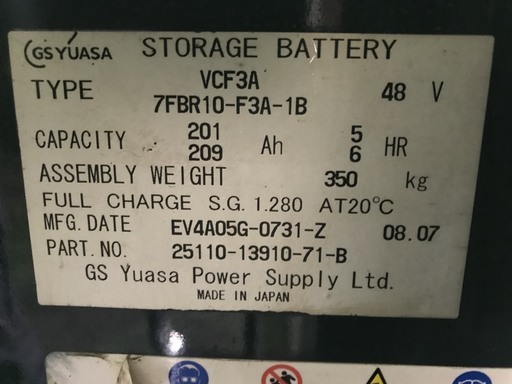 GS YUASA STORAGE BATTERY
TYPE VCF3A 48 V
7FBR10-F3A-1B
CAPACITY 201 Ah 5 HR
209 6
ASSEMBLY WEIGHT 350 kg
FULL CHARGE S.G. 1.280 AT20℃
MFG. DATE EV4A05G-0731-Z 08.07
PART. NO. 25110-13910-71-B
GS Yuasa Power Supply Ltd.
MADE IN JAPAN